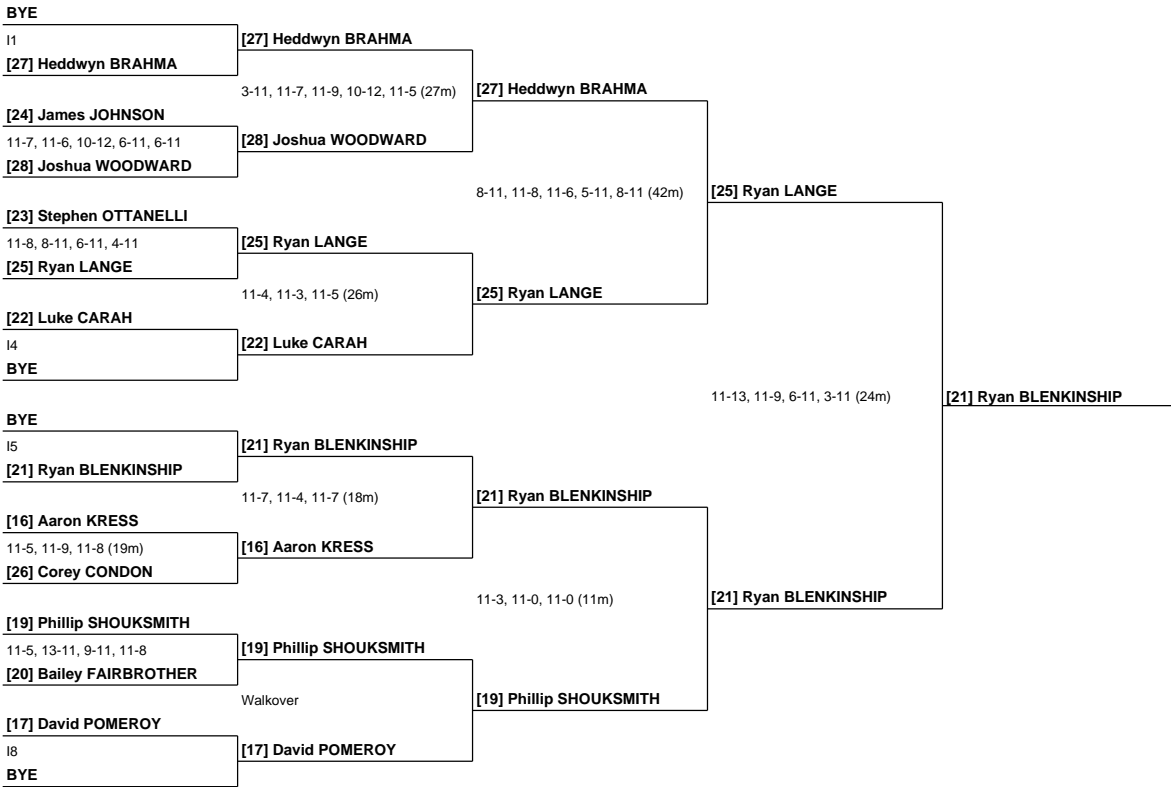 BYE
I1
[27] Heddwyn BRAHMA
[24] James JOHNSON
11-7, 11-6, 10-12, 6-11, 6-11
[28] Joshua WOODWARD
[23] Stephen OTTANELLI
11-8, 8-11, 6-11, 4-11
[25] Ryan LANGE
[22] Luke CARAH
I4
BYE
BYE
I5
[21] Ryan BLENKINSHIP
[16] Aaron KRESS
11-5, 11-9, 11-8 (19m)
[26] Corey CONDON
[19] Phillip SHOUKSMITH
11-5, 13-11, 9-11, 11-8
[20] Bailey FAIRBROTHER
[17] David POMEROY
I8
BYE
[27] Heddwyn BRAHMA
3-11, 11-7, 11-9, 10-12, 11-5 (27m)
[28] Joshua WOODWARD
[25] Ryan LANGE
11-4, 11-3, 11-5 (26m)
[22] Luke CARAH
[21] Ryan BLENKINSHIP
11-7, 11-4, 11-7 (18m)
[16] Aaron KRESS
[19] Phillip SHOUKSMITH
Walkover
[17] David POMEROY
[27] Heddwyn BRAHMA
8-11, 11-8, 11-6, 5-11, 8-11 (42m)
[25] Ryan LANGE
[21] Ryan BLENKINSHIP
11-3, 11-0, 11-0 (11m)
[19] Phillip SHOUKSMITH
[25] Ryan LANGE
11-13, 11-9, 6-11, 3-11 (24m)
[21] Ryan BLENKINSHIP
[21] Ryan BLENKINSHIP